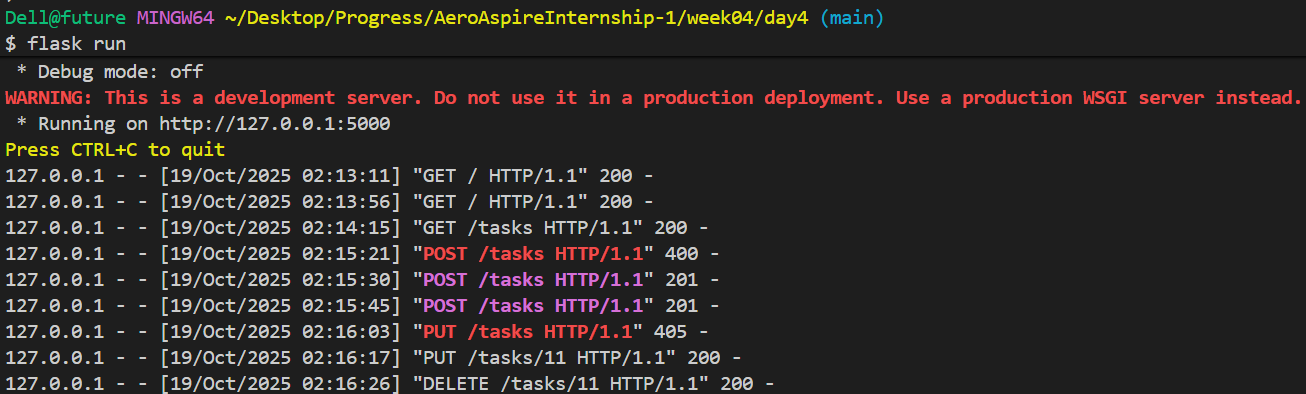 Dell@future MINGW64 ~/Desktop/Progress/AeroAspireInternship-1/week04/day4 (main)
$ flask run
 * Debug mode: off
WARNING: This is a development server. Do not use it in a production deployment. Use a production WSGI server instead.
 * Running on http://127.0.0.1:5000
Press CTRL+C to quit
127.0.0.1 - - [19/Oct/2025 02:13:11] "GET / HTTP/1.1" 200 -
127.0.0.1 - - [19/Oct/2025 02:13:56] "GET / HTTP/1.1" 200 -
127.0.0.1 - - [19/Oct/2025 02:14:15] "GET /tasks HTTP/1.1" 200 -
127.0.0.1 - - [19/Oct/2025 02:15:21] "POST /tasks HTTP/1.1" 400 -
127.0.0.1 - - [19/Oct/2025 02:15:30] "POST /tasks HTTP/1.1" 201 -
127.0.0.1 - - [19/Oct/2025 02:15:45] "POST /tasks HTTP/1.1" 201 -
127.0.0.1 - - [19/Oct/2025 02:16:03] "PUT /tasks HTTP/1.1" 405 -
127.0.0.1 - - [19/Oct/2025 02:16:17] "PUT /tasks/11 HTTP/1.1" 200 -
127.0.0.1 - - [19/Oct/2025 02:16:26] "DELETE /tasks/11 HTTP/1.1" 200 -